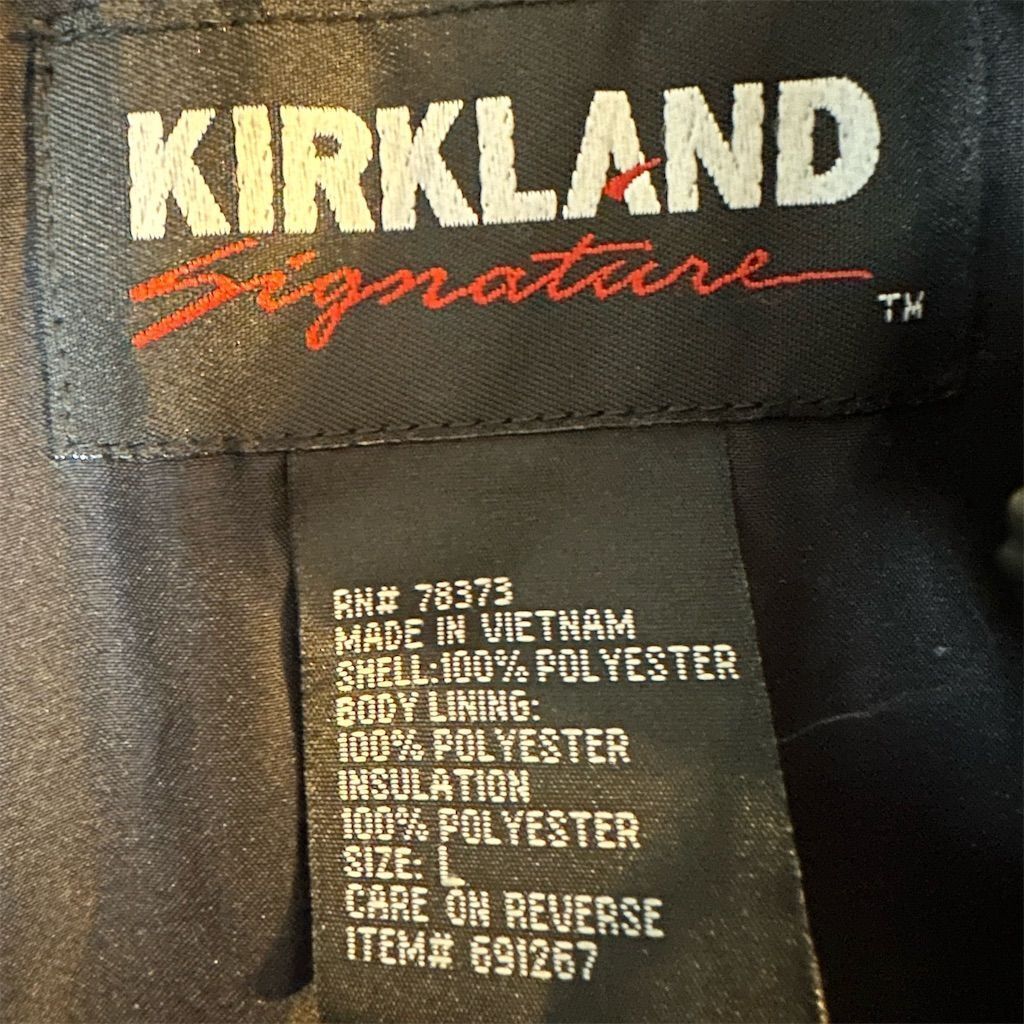 KIRKLAND
Signature
TM
RN# 78373
MADE IN VIETNAM
SHELL:100% POLYESTER
BODY LINING:
100% POLYESTER
INSULATION
100% POLYESTER
SIZE: L
CARE ON REVERSE
ITEM# 691267